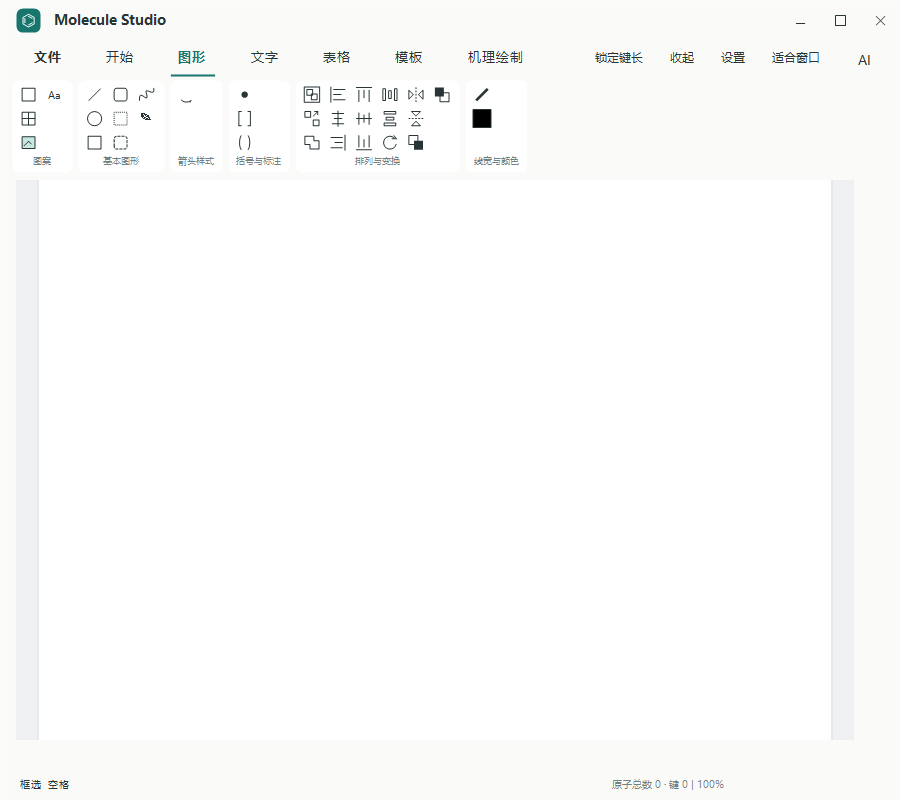 Molecule Studio
文件 开始 图形 文字 表格 模板 机理绘制 锁定键长 收起 设置 适合窗口 AI
Aa
[ ]
( )
图案 基本图形 箭头样式 括号与标注 排列与变换 线宽与颜色
框选 空格 原子总数 0 · 键 0 | 100%